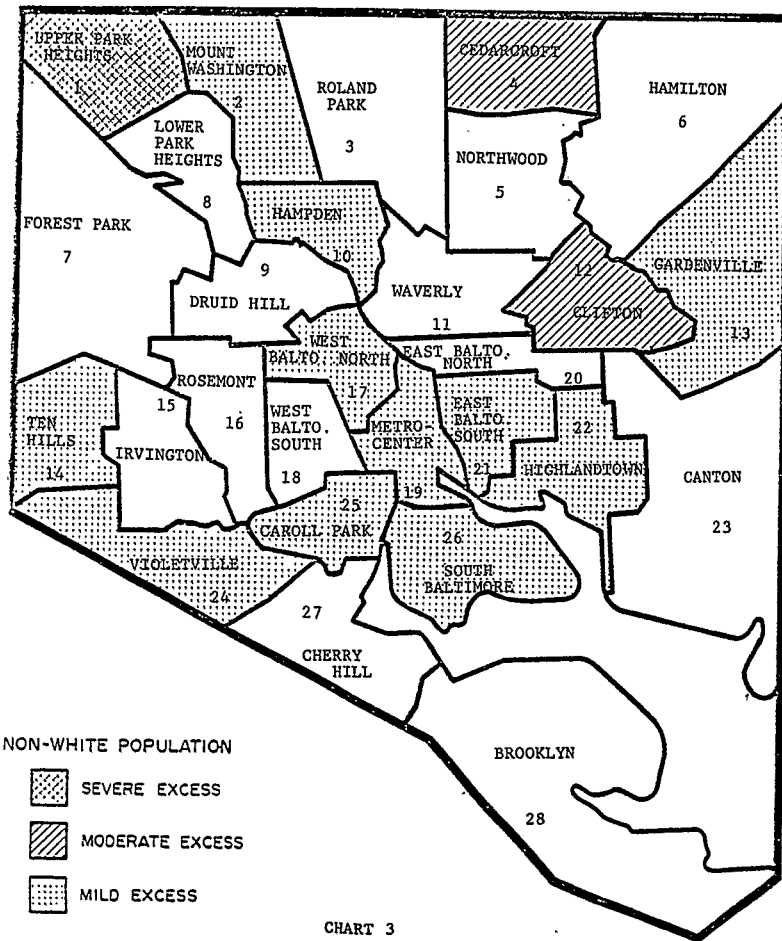 UPPER PARK
HEIGHTS
1
MOUNT
WASHINGTON
2
ROLAND
PARK
3
CEDARCROFT
4
HAMILTON
6
LOWER
PARK
HEIGHTS
8
NORTHWOOD
5
FOREST PARK
7
HAMPDEN
10
9
DRUID HILL
WAVERLY
11
12
CLIFTON
GARDENVILLE
13
WEST
BALTO. NORTH
17
EAST BALTO.
NORTH
20
TEN
HILLS
14
15
IRVINGTON
ROSEMONT
16
WEST
BALTO.
SOUTH
18
METRO-
CENTER
19
EAST
BALTO.
SOUTH
21
22
HIGHLANDTOWN
CANTON
23
25
CAROLL PARK
VIOLETVILLE
24
26
SOUTH
BALTIMORE
27
CHERRY
HILL
BROOKLYN
28
NON-WHITE POPULATION
SEVERE EXCESS
MODERATE EXCESS
MILD EXCESS
CHART 3